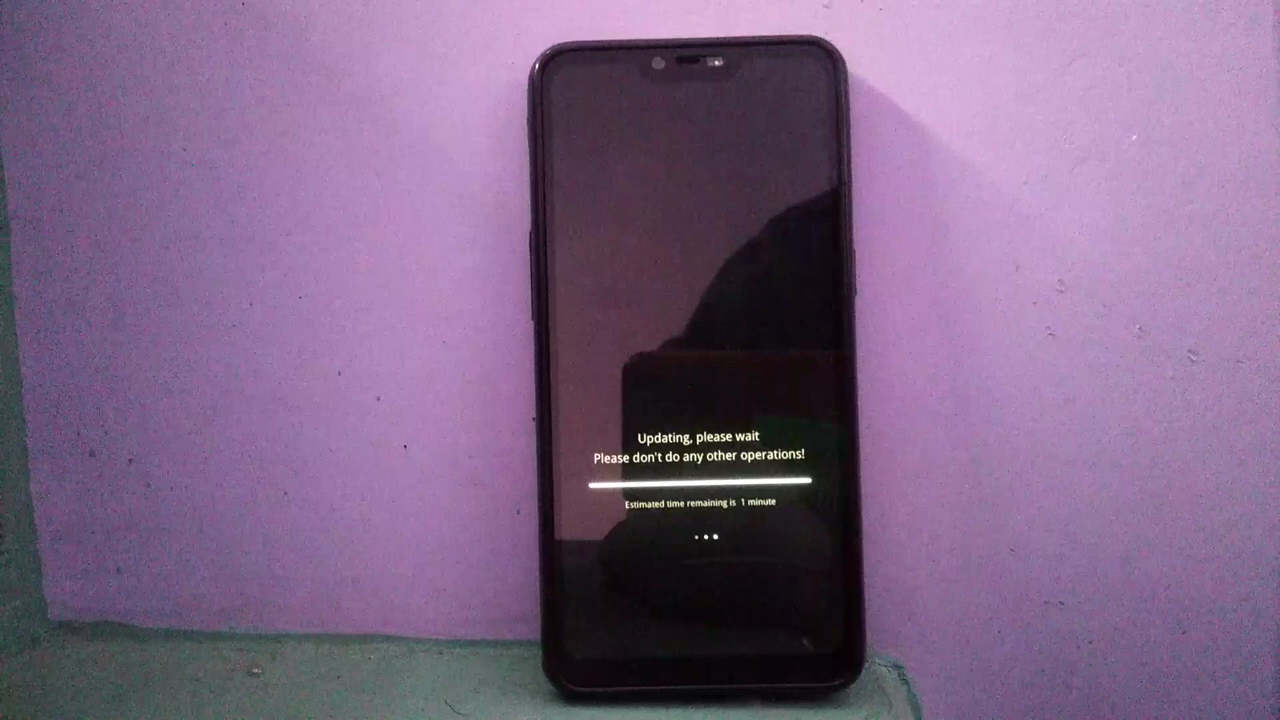 Updating, please wait
Please don't do any other operations!
Estimated time remaining is 1 minute